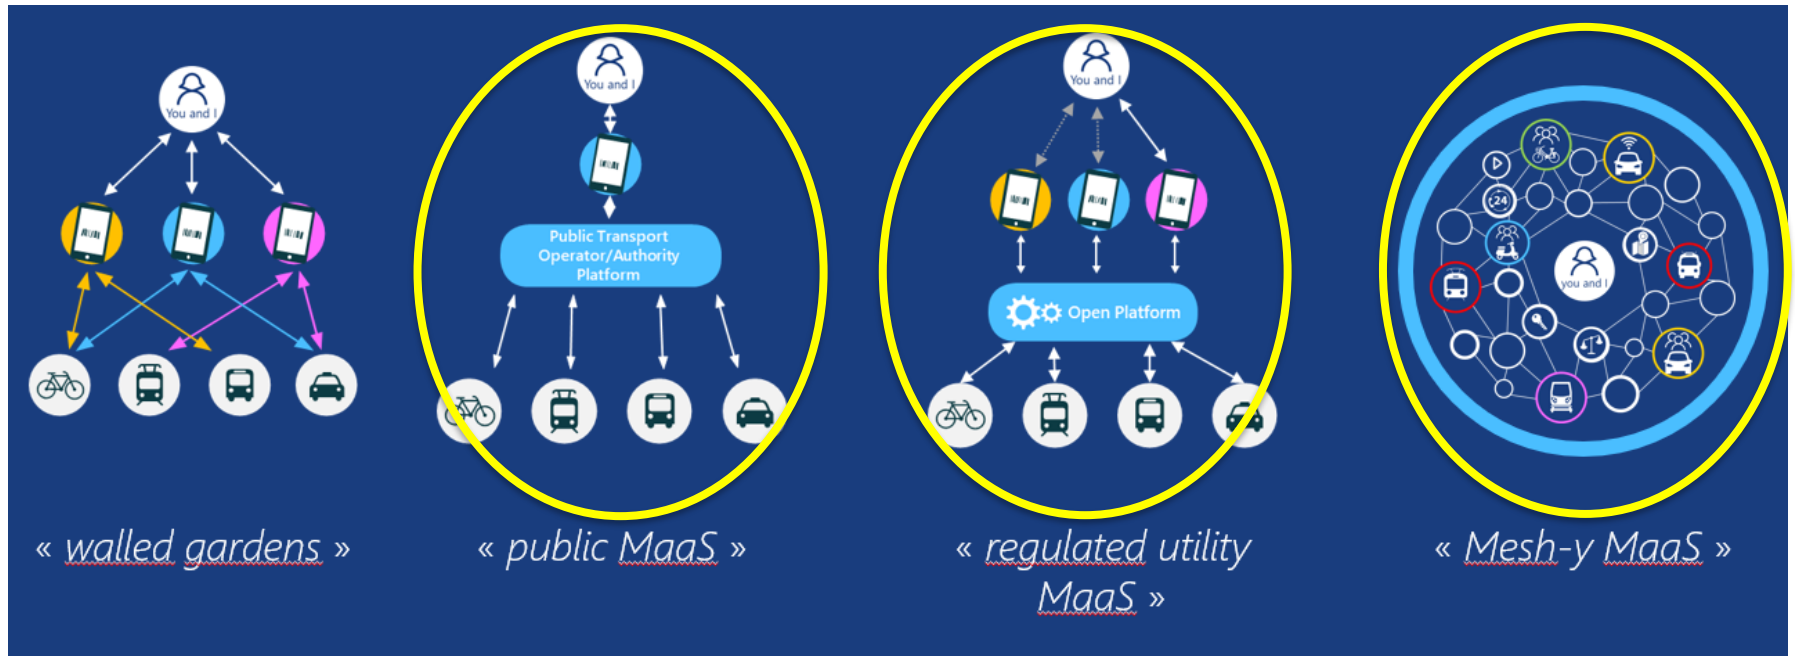 You and I
« walled gardens »
You and I
Public Transport
Operator/Authority
Platform
« public MaaS »
You and I
Open Platform
« regulated utility
MaaS »
24
you and I
« Mesh-y MaaS »